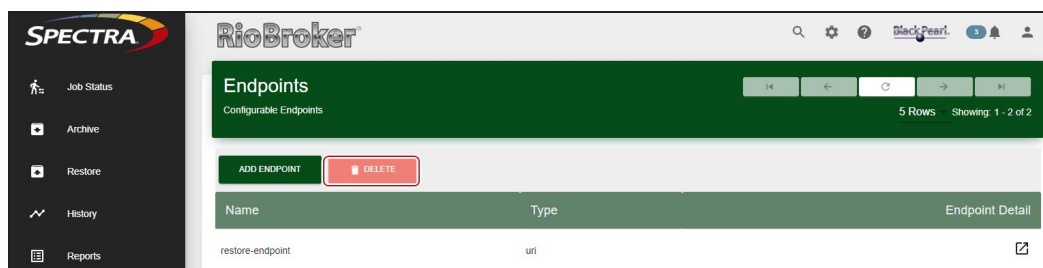 SPECTRA
RioBroker
BlackPearl.
3
Job Status
Archive
Restore
History
Reports
Endpoints
Configurable Endpoints
5 Rows Showing: 1 - 2 of 2
ADD ENDPOINT DELETE
Name Type Endpoint Detail
restore-endpoint uri